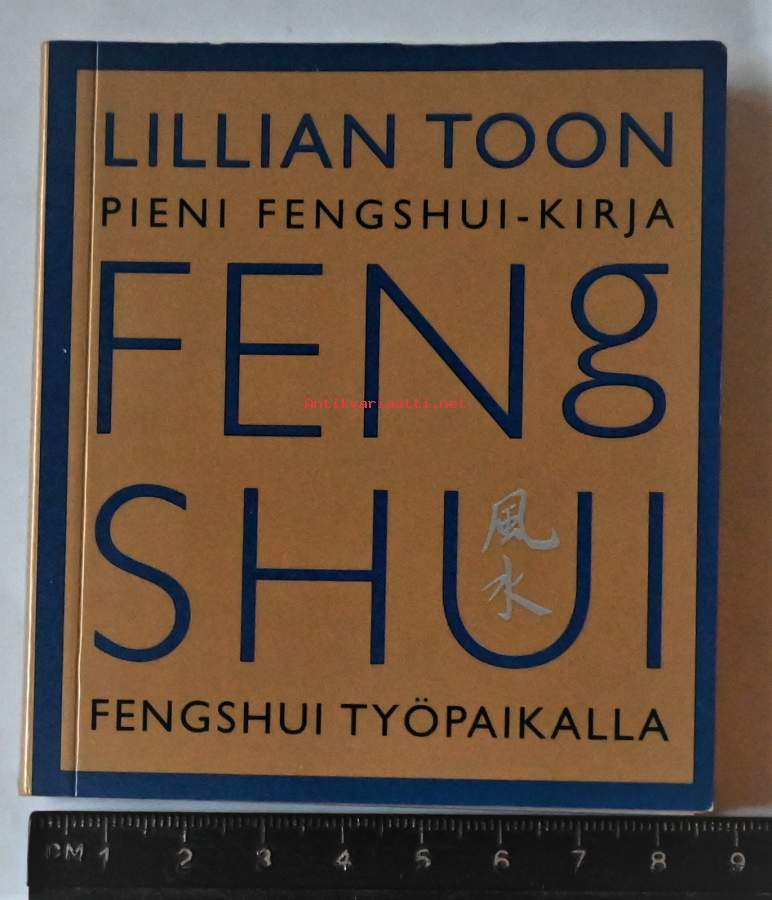 LILLIAN TOON
PIENI FENGSHUI-KIRJA
FENg
Antikvariaatti.net
SHUI
風水
FENGSHUI TYÖPAIKALLA
CM 1 2 3 4 5 6 7 8 9